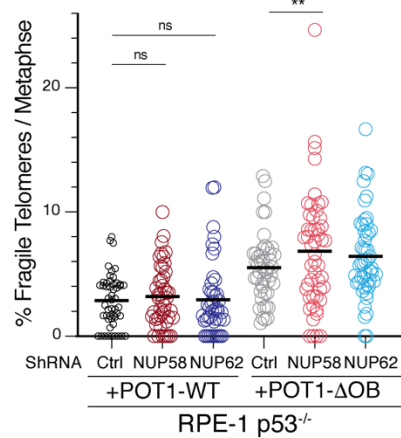 **
ns
ns
% Fragile Telomeres / Metaphse
20
10
0
ShRNA Ctrl NUP58 NUP62 Ctrl NUP58 NUP62
+POT1-WT +POT1-ΔOB
RPE-1 p53-/-